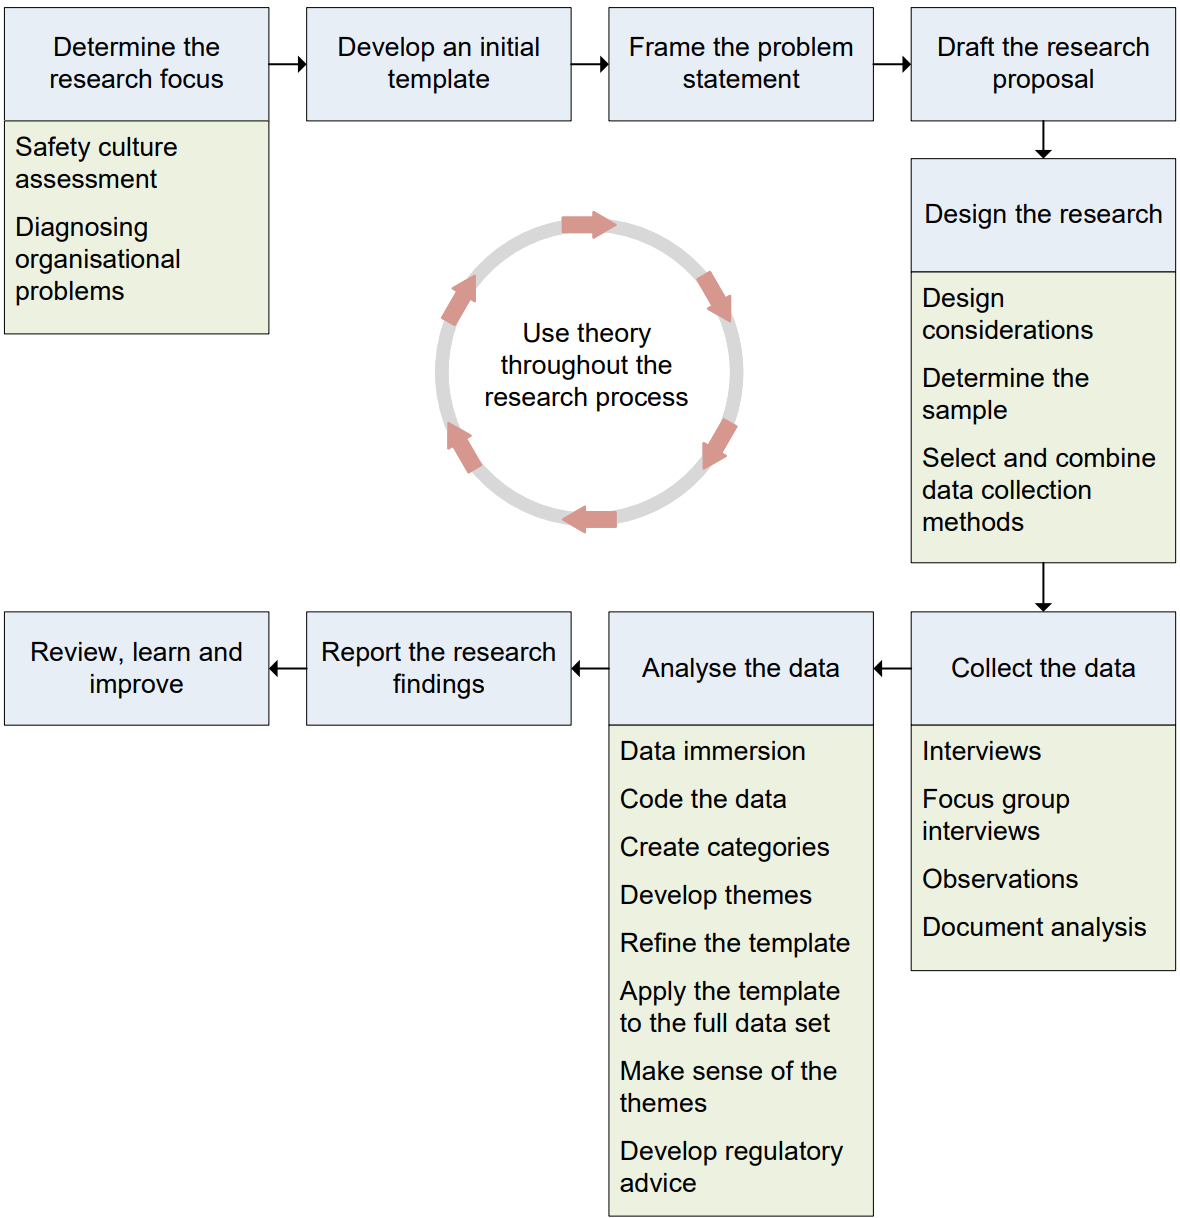 Determine the
research focus
Develop an initial
template
Frame the problem
statement
Draft the research
proposal
Safety culture
assessment
Diagnosing
organisational
problems
Design the research
Design
considerations
Determine the
sample
Select and combine
data collection
methods
Use theory
throughout the
research process
Collect the data
Interviews
Focus group
interviews
Observations
Document analysis
Analyse the data
Data immersion
Code the data
Create categories
Develop themes
Refine the template
Apply the template
to the full data set
Make sense of the
themes
Develop regulatory
advice
Report the research
findings
Review, learn and
improve